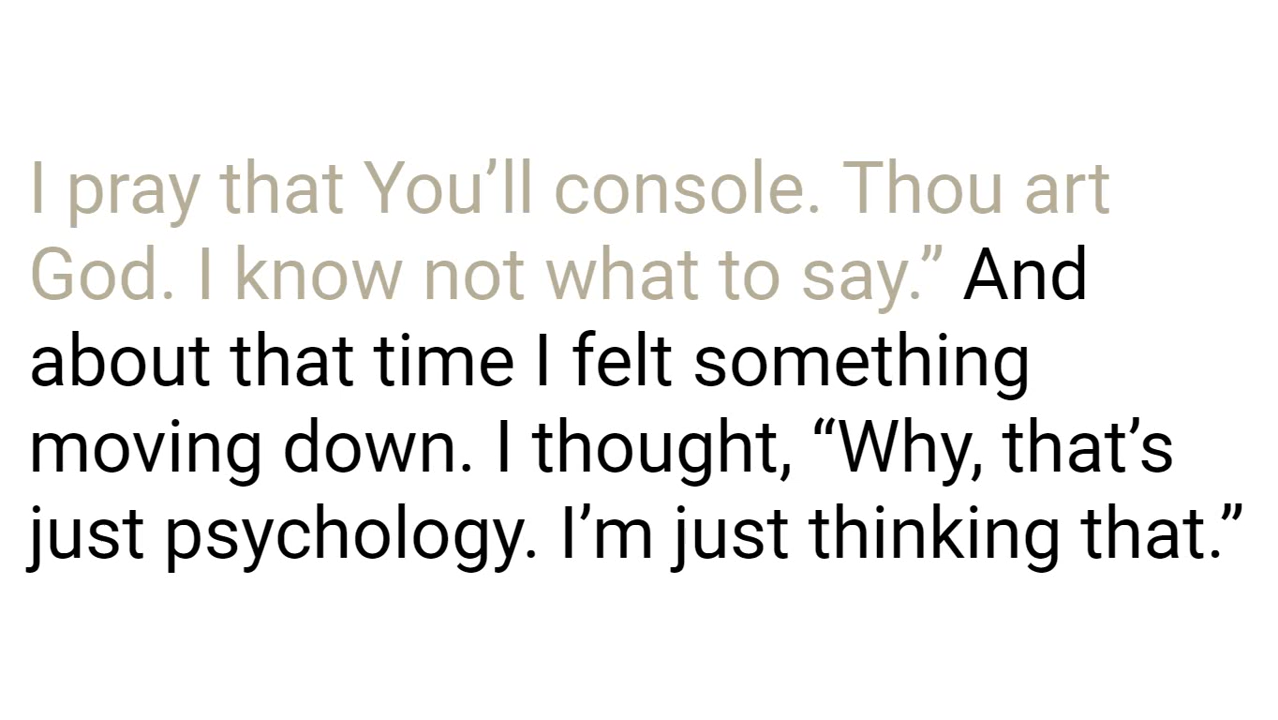 I pray that You’ll console. Thou art
God. I know not what to say.” And
about that time I felt something
moving down. I thought, “Why, that’s
just psychology. I’m just thinking that.”